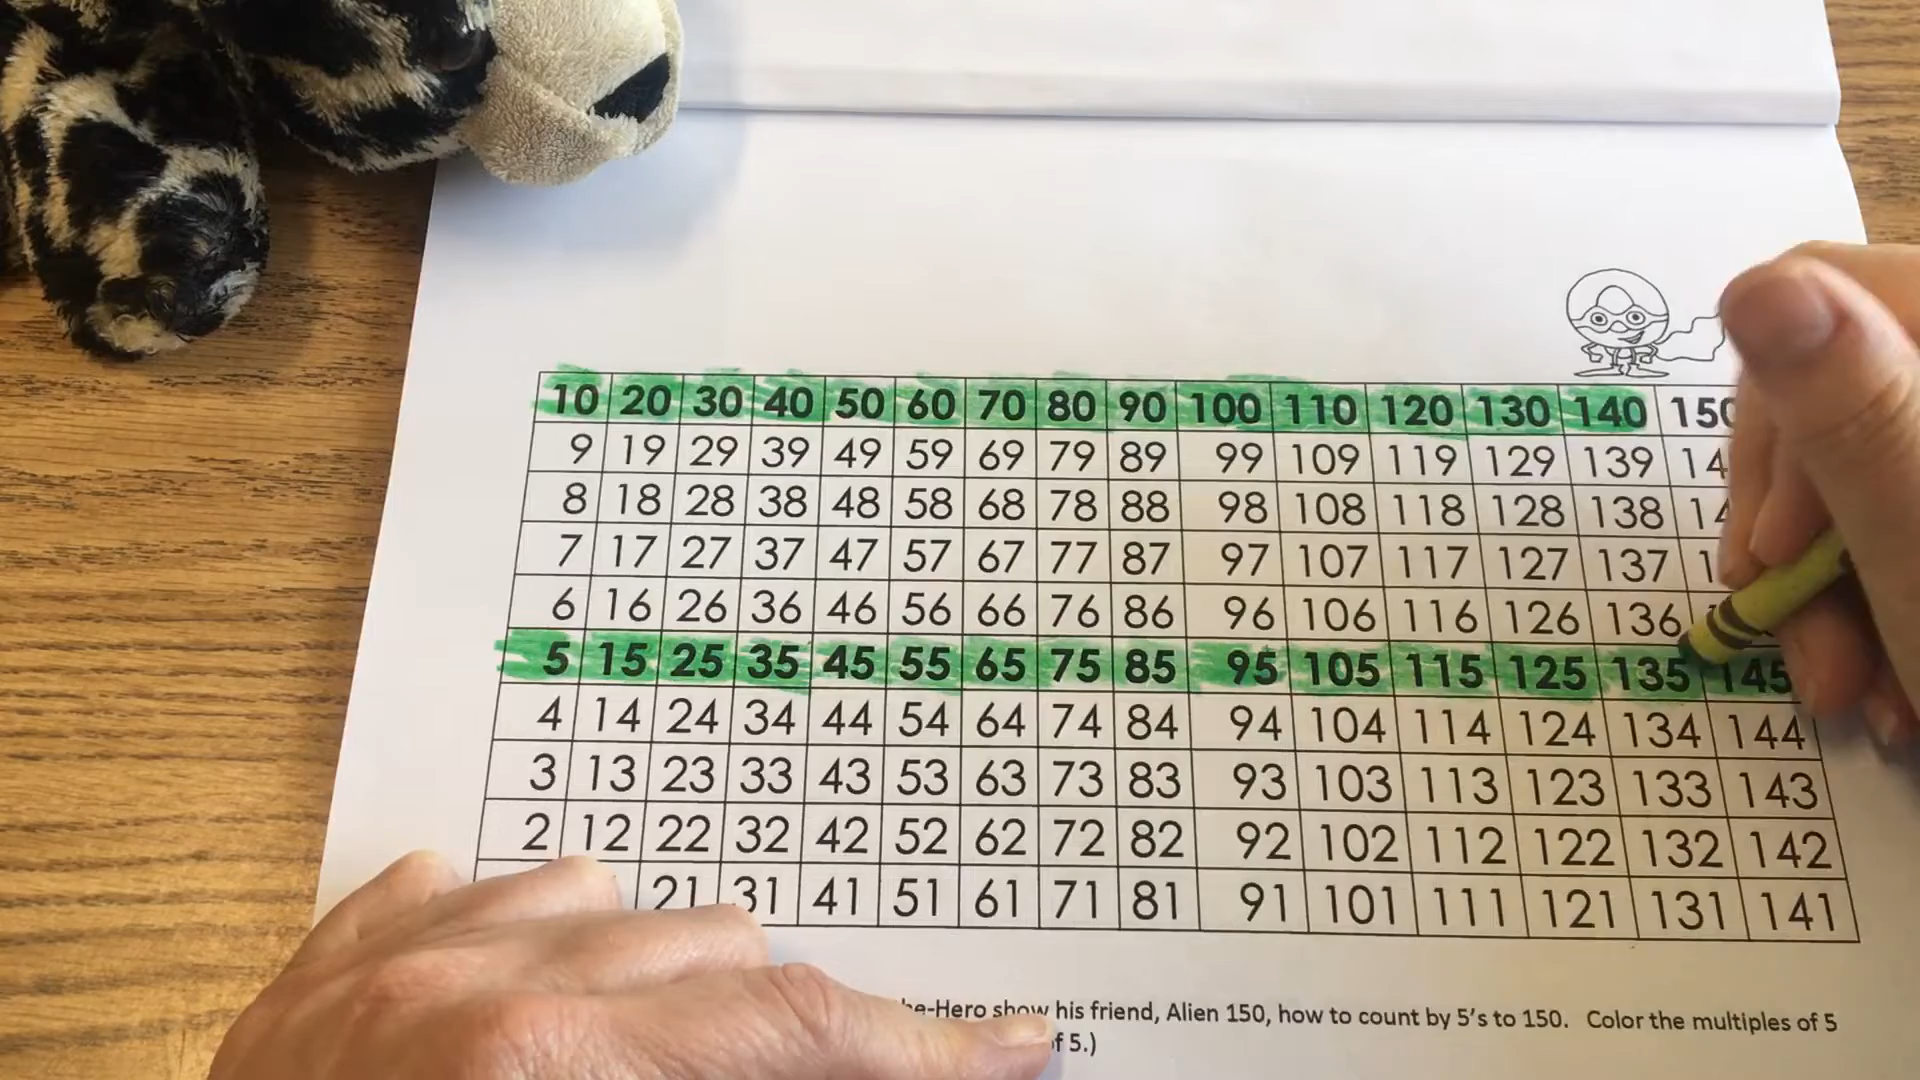 10 20 30 40 50 60 70 80 90 100 110 120 130 140 150
9 19 29 39 49 59 69 79 89 99 109 119 129 139
8 18 28 38 48 58 68 78 88 98 108 118 128 138
7 17 27 37 47 57 67 77 87 97 107 117 127 137
6 16 26 36 46 56 66 76 86 96 106 116 126 136
5 15 25 35 45 55 65 75 85 95 105 115 125 135 145
4 14 24 34 44 54 64 74 84 94 104 114 124 134 144
3 13 23 33 43 53 63 73 83 93 103 113 123 133 143
2 12 22 32 42 52 62 72 82 92 102 112 122 132 142
21 31 41 51 61 71 81 91 101 111 121 131 141
he-Hero show his friend, Alien 150, how to count by 5's to 150. Color the multiples of 5
of 5.)